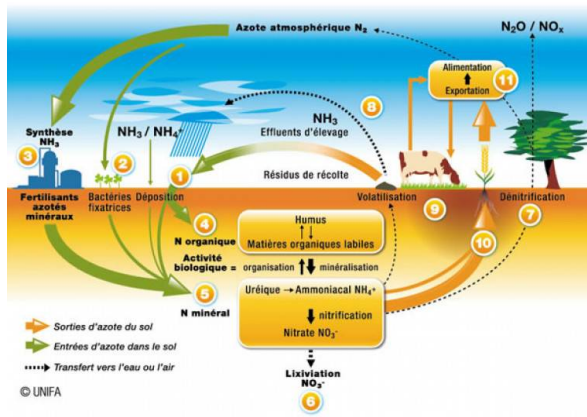 Azote atmosphérique N₂
N₂O / NOₓ
Alimentation
Exportation
11
8
NH₃
Effluents d'élevage
Synthèse
NH₃
3
NH₃ / NH₄⁺
2
1
Résidus de récolte
Fertilisants
azotés
minéraux
Bactéries
fixatrices
Déposition
Volatilisation
9
Dénitrification
7
4
N organique
Humus
Matières organiques labiles
10
Activité
biologique =
organisation
minéralisation
5
N minéral
Uréique → Ammoniacal NH₄⁺
nitrification
Nitrate NO₃⁻
Sorties d'azote du sol
Entrées d'azote dans le sol
Transfert vers l'eau ou l'air
Lixiviation
NO₃⁻
6
© UNIFA